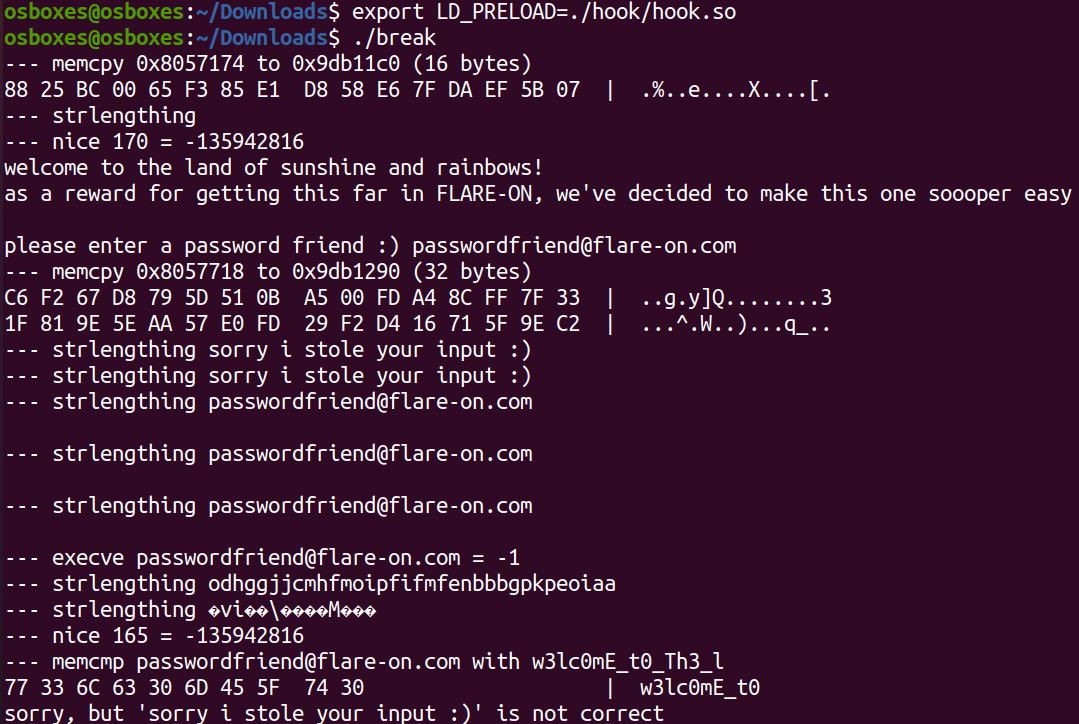 osboxes@osboxes:~/Downloads$ export LD_PRELOAD=./hook/hook.so
osboxes@osboxes:~/Downloads$ ./break
--- memcpy 0x8057174 to 0x9db11c0 (16 bytes)
88 25 BC 00 65 F3 85 E1  D8 58 E6 7F DA EF 5B 07  |  .%..e....X....[.
--- strlengthing
--- nice 170 = -135942816
welcome to the land of sunshine and rainbows!
as a reward for getting this far in FLARE-ON, we've decided to make this one soooper easy
please enter a password friend :) passwordfriend@flare-on.com
--- memcpy 0x8057718 to 0x9db1290 (32 bytes)
C6 F2 67 D8 79 5D 51 0B  A5 00 FD A4 8C FF 7F 33  |  ..g.y]Q........3
1F 81 9E 5E AA 57 E0 FD  29 F2 D4 16 71 5F 9E C2  |  ...^.W..)...q_..
--- strlengthing sorry i stole your input :)
--- strlengthing sorry i stole your input :)
--- strlengthing passwordfriend@flare-on.com
--- strlengthing passwordfriend@flare-on.com
--- strlengthing passwordfriend@flare-on.com
--- execve passwordfriend@flare-on.com = -1
--- strlengthing odhggjjcmhfmoipfifmfenbbbgpkpeoiaa
--- strlengthing �vi��\����M���
--- nice 165 = -135942816
--- memcmp passwordfriend@flare-on.com with w3lc0mE_t0_Th3_l
77 33 6C 63 30 6D 45 5F  74 30                    |  w3lc0mE_t0
sorry, but 'sorry i stole your input :)' is not correct